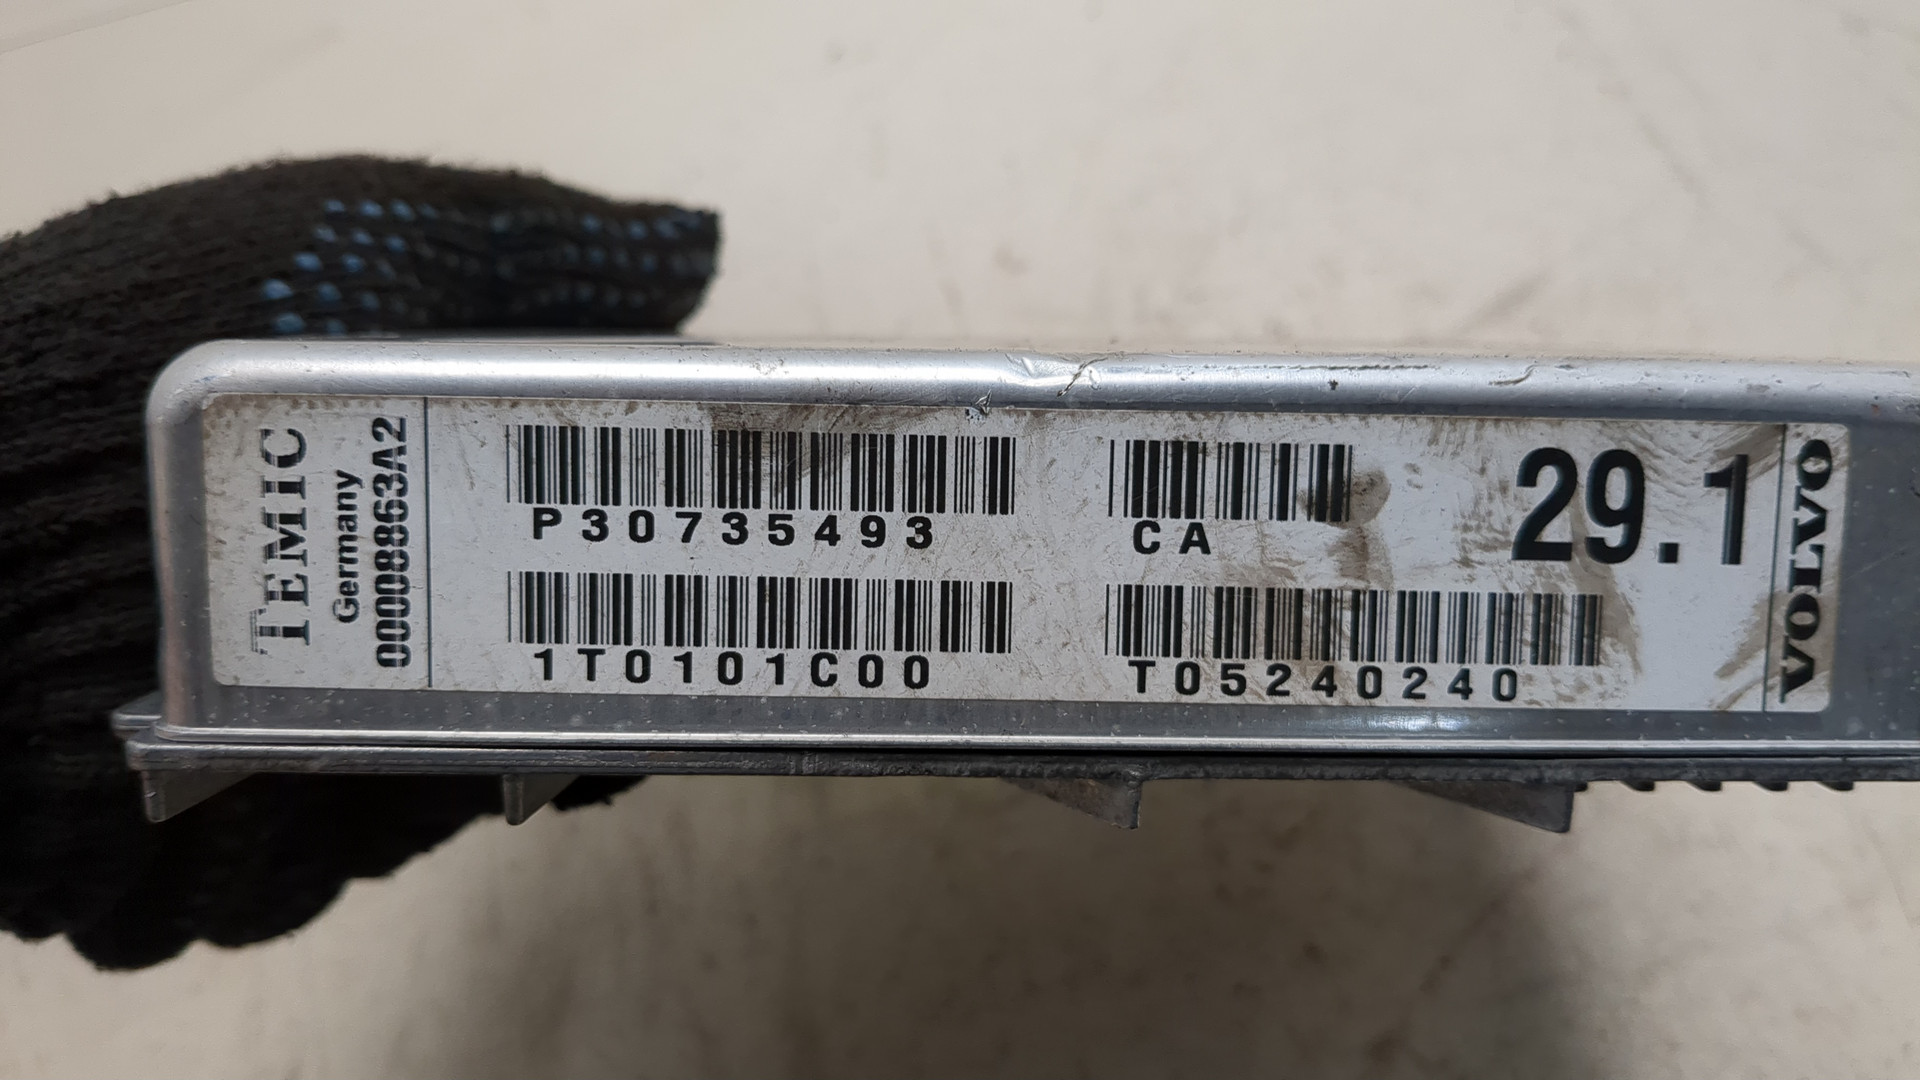 TEMIC
Germany
00008863A2
P30735493
CA
29.1
1T0101C00
T05240240
VOLVO